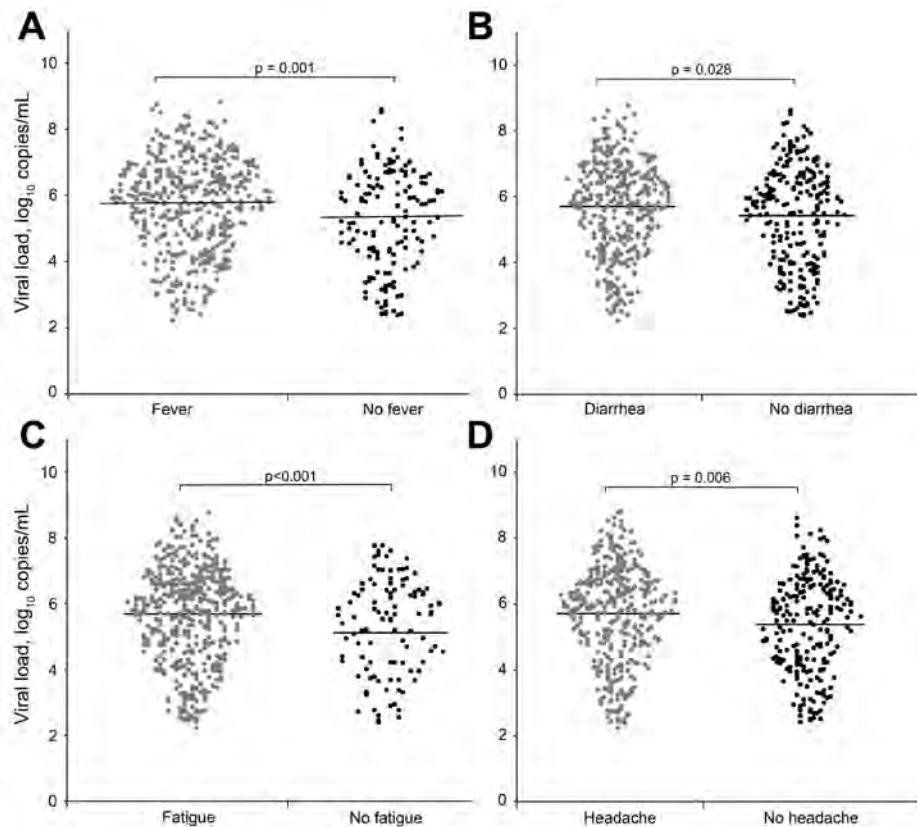 A
B
10
8
6
4
2
0
Viral load, log₁₀ copies/mL
p = 0.001
Fever
No fever
10
8
6
4
2
0
p = 0.028
Diarrhea
No diarrhea
C
D
10
8
6
4
2
0
Viral load, log₁₀ copies/mL
p<0.001
Fatigue
No fatigue
10
8
6
4
2
0
p = 0.006
Headache
No headache